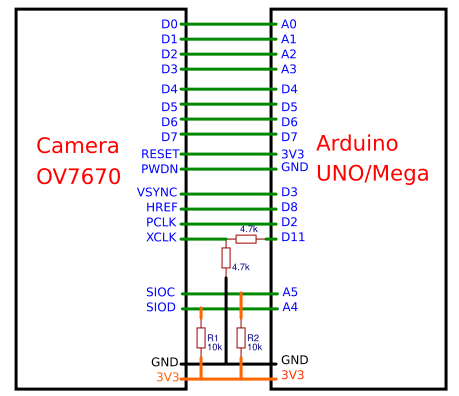 D0 A0
D1 A1
D2 A2
D3 A3
D4 D4
D5 D5
D6 D6
D7 D7
Camera
OV7670
Arduino
UNO/Mega
RESET 3V3
PWDN GND
VSYNC D3
HREF D8
PCLK D2
4.7k
XCLK D11
4.7k
SIOC A5
SIOD A4
R1 R2
10k 10k
GND GND
3V3 3V3